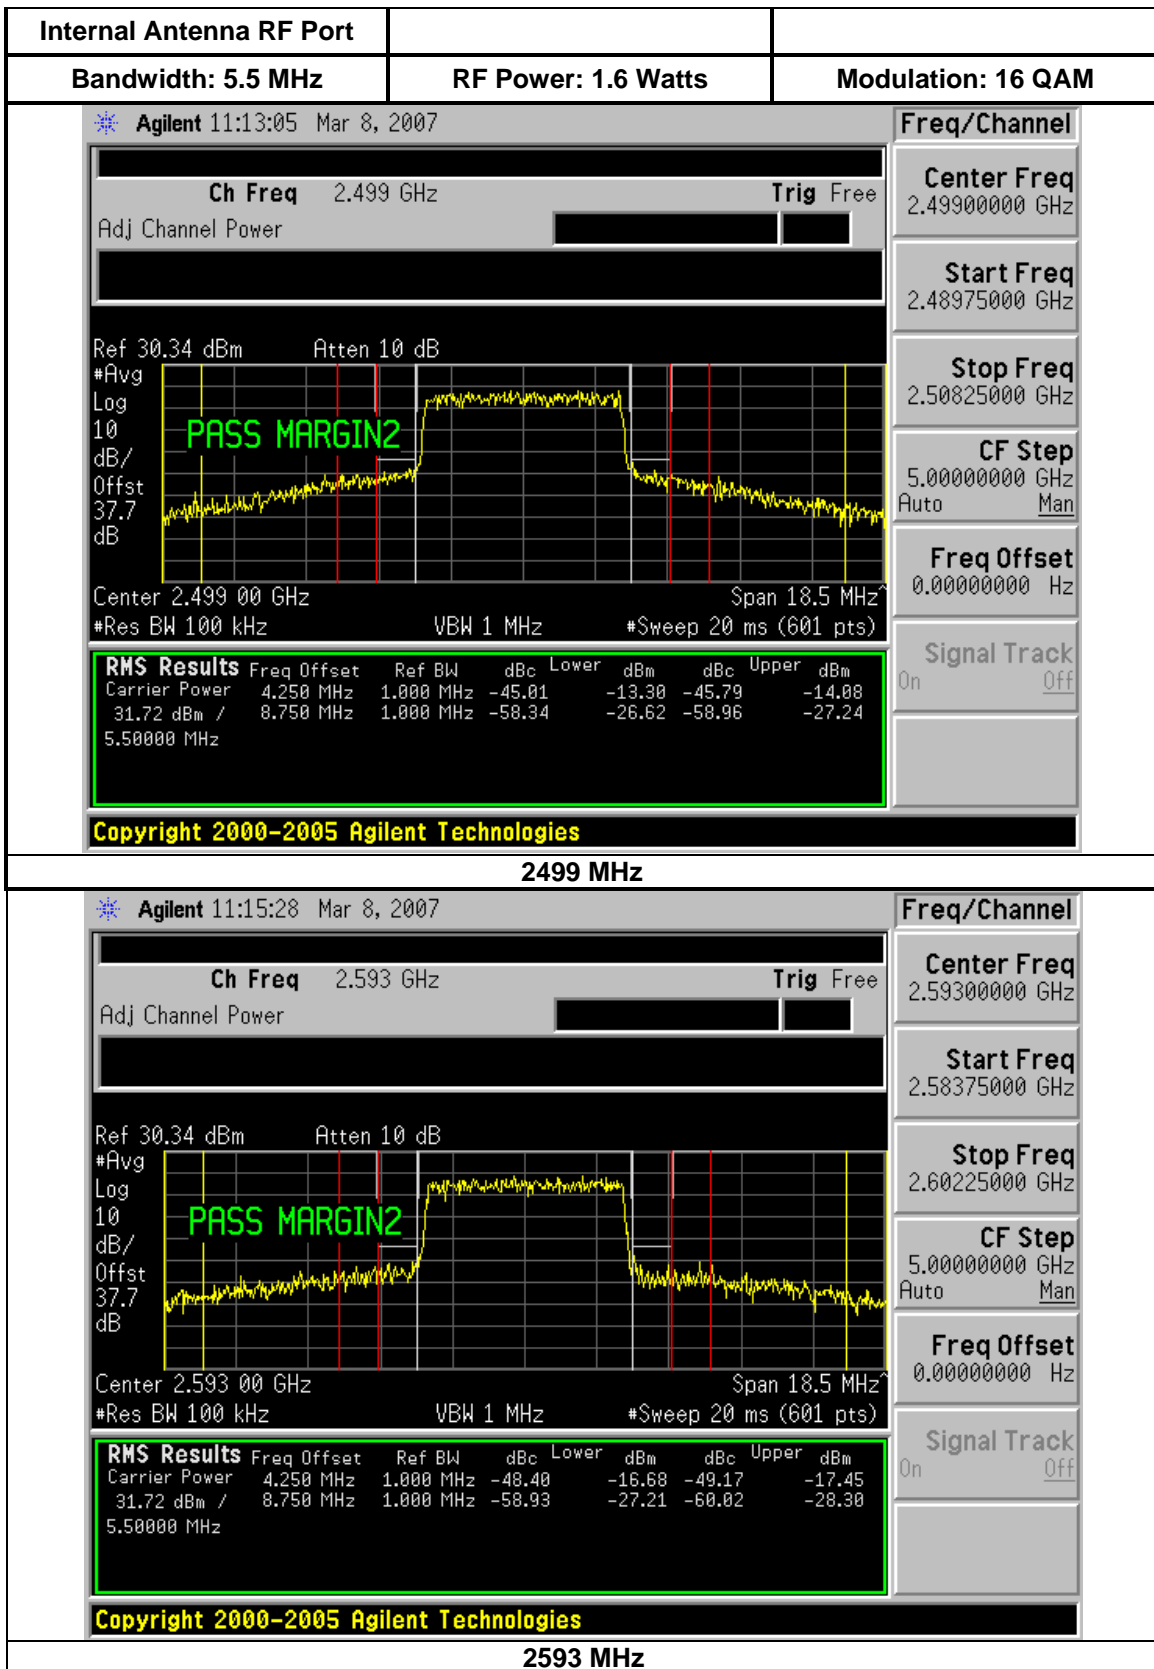 Internal Antenna RF Port
Bandwidth: 5.5 MHz RF Power: 1.6 Watts Modulation: 16 QAM
Agilent 11:13:05 Mar 8, 2007 Freq/Channel
Ch Freq 2.499 GHz Trig Free
Adj Channel Power
Center Freq
2.49900000 GHz
Start Freq
2.48975000 GHz
Stop Freq
2.50825000 GHz
CF Step
5.00000000 GHz
Auto Man
Freq Offset
0.00000000 Hz
Signal Track
On Off
Ref 30.34 dBm Atten 10 dB
#Avg
Log
10
dB/
Offst
37.7
dB
PASS MARGIN2
Center 2.499 00 GHz Span 18.5 MHz^
#Res BW 100 kHz VBW 1 MHz #Sweep 20 ms (601 pts)
RMS Results Freq Offset Ref BW dBc Lower dBm dBc Upper dBm
Carrier Power 4.250 MHz 1.000 MHz -45.01 -13.30 -45.79 -14.08
31.72 dBm / 8.750 MHz 1.000 MHz -58.34 -26.62 -58.96 -27.24
5.50000 MHz
Copyright 2000-2005 Agilent Technologies
2499 MHz
Agilent 11:15:28 Mar 8, 2007 Freq/Channel
Ch Freq 2.593 GHz Trig Free
Adj Channel Power
Center Freq
2.59300000 GHz
Start Freq
2.58375000 GHz
Stop Freq
2.60225000 GHz
CF Step
5.00000000 GHz
Auto Man
Freq Offset
0.00000000 Hz
Signal Track
On Off
Ref 30.34 dBm Atten 10 dB
#Avg
Log
10
dB/
Offst
37.7
dB
PASS MARGIN2
Center 2.593 00 GHz Span 18.5 MHz^
#Res BW 100 kHz VBW 1 MHz #Sweep 20 ms (601 pts)
RMS Results Freq Offset Ref BW dBc Lower dBm dBc Upper dBm
Carrier Power 4.250 MHz 1.000 MHz -48.40 -16.68 -49.17 -17.45
31.72 dBm / 8.750 MHz 1.000 MHz -58.93 -27.21 -60.02 -28.30
5.50000 MHz
Copyright 2000-2005 Agilent Technologies
2593 MHz